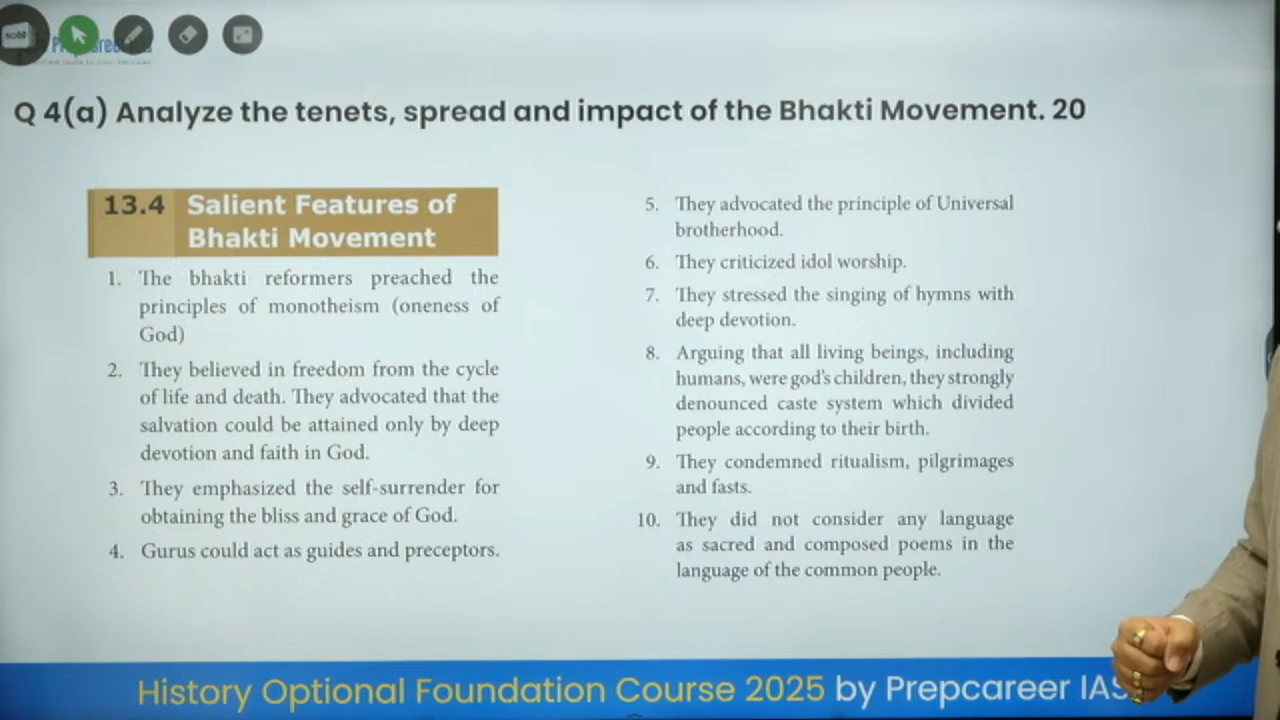 Note
Q 4(a) Analyze the tenets, spread and impact of the Bhakti Movement. 20
13.4 Salient Features of
Bhakti Movement
1. The bhakti reformers preached the
principles of monotheism (oneness of
God)
2. They believed in freedom from the cycle
of life and death. They advocated that the
salvation could be attained only by deep
devotion and faith in God.
3. They emphasized the self-surrender for
obtaining the bliss and grace of God.
4. Gurus could act as guides and preceptors.
5. They advocated the principle of Universal
brotherhood.
6. They criticized idol worship.
7. They stressed the singing of hymns with
deep devotion.
8. Arguing that all living beings, including
humans, were god's children, they strongly
denounced caste system which divided
people according to their birth.
9. They condemned ritualism, pilgrimages
and fasts.
10. They did not consider any language
as sacred and composed poems in the
language of the common people.
History Optional Foundation Course 2025 by Prepcareer IAS